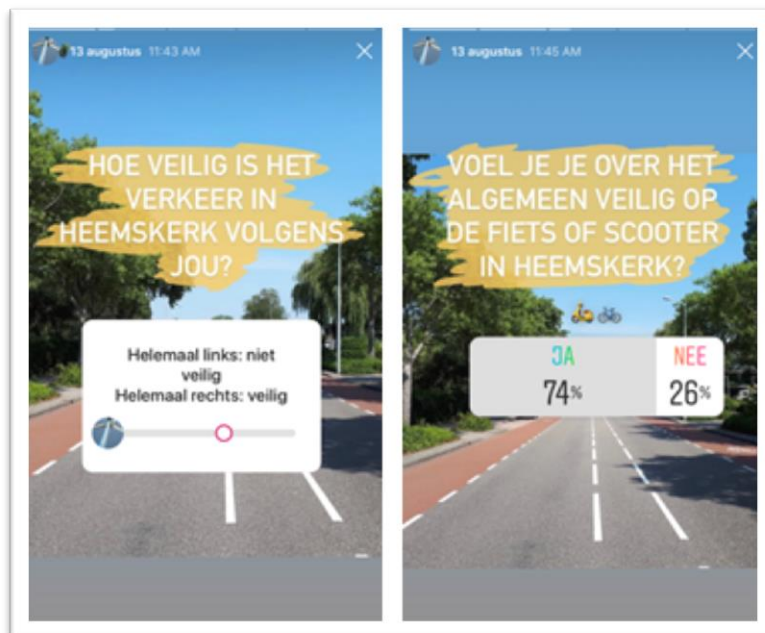 13 augustus 11:43 AM
HOE VEILIG IS HET
VERKEER IN
HEEMSKERK VOLGENS
JOU?
Helemaal links: niet
veilig
Helemaal rechts: veilig
13 augustus 11:45 AM
VOEL JE JE OVER HET
ALGEMEEN VEILIG OP
DE FIETS OF SCOOTER
IN HEEMSKERK?
JA NEE
74% 26%